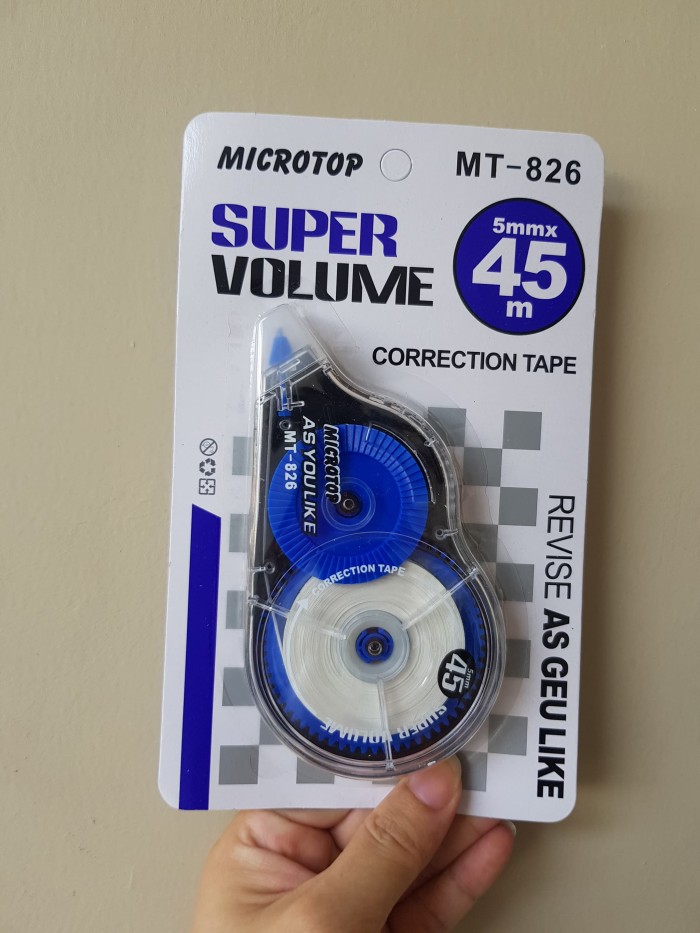 MICROTOP
MT-826
SUPER
VOLUME
5mmx
45
m
CORRECTION TAPE
MICROTOP
AS YOU LIKE
MT-826
CORRECTION TAPE
5mm
45
SUPER VOLUME
REVISE AS GEU LIKE